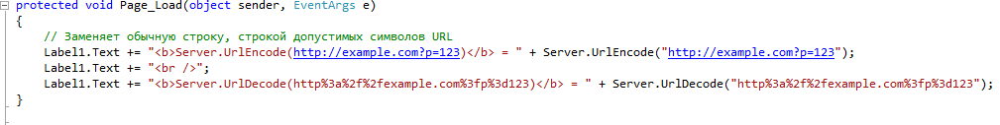 protected void Page_Load(object sender, EventArgs e)
{
// Заменяет обычную строку, строкой допустимых символов URL
Label1.Text += "<b>Server.UrlEncode(http://example.com?p=123)</b> = " + Server.UrlEncode("http://example.com?p=123");
Label1.Text += "<br />";
Label1.Text += "<b>Server.UrlDecode(http%3a%2f%2fexample.com%3fp%3d123)</b> = " + Server.UrlDecode("http%3a%2f%2fexample.com%3fp%3d123");
}